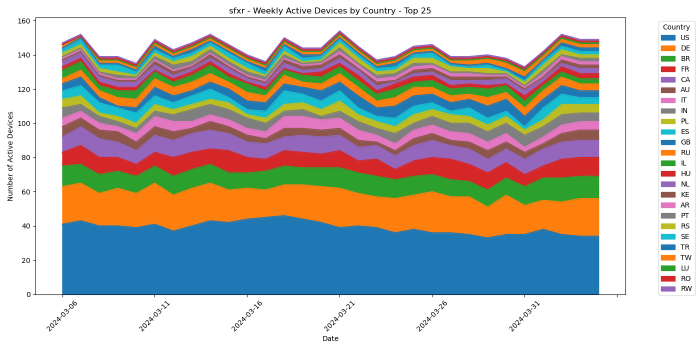 sfxr - Weekly Active Devices by Country - Top 25
Number of Active Devices
160
140
120
100
80
60
40
20
0
2024-03-06
2024-03-11
2024-03-16
2024-03-21
2024-03-26
2024-03-31
Date
Country
US
DE
BR
FR
CA
AU
IT
IN
PL
ES
GB
RU
IL
HU
NL
KE
AR
PT
RS
SE
TR
TW
LU
RO
RW